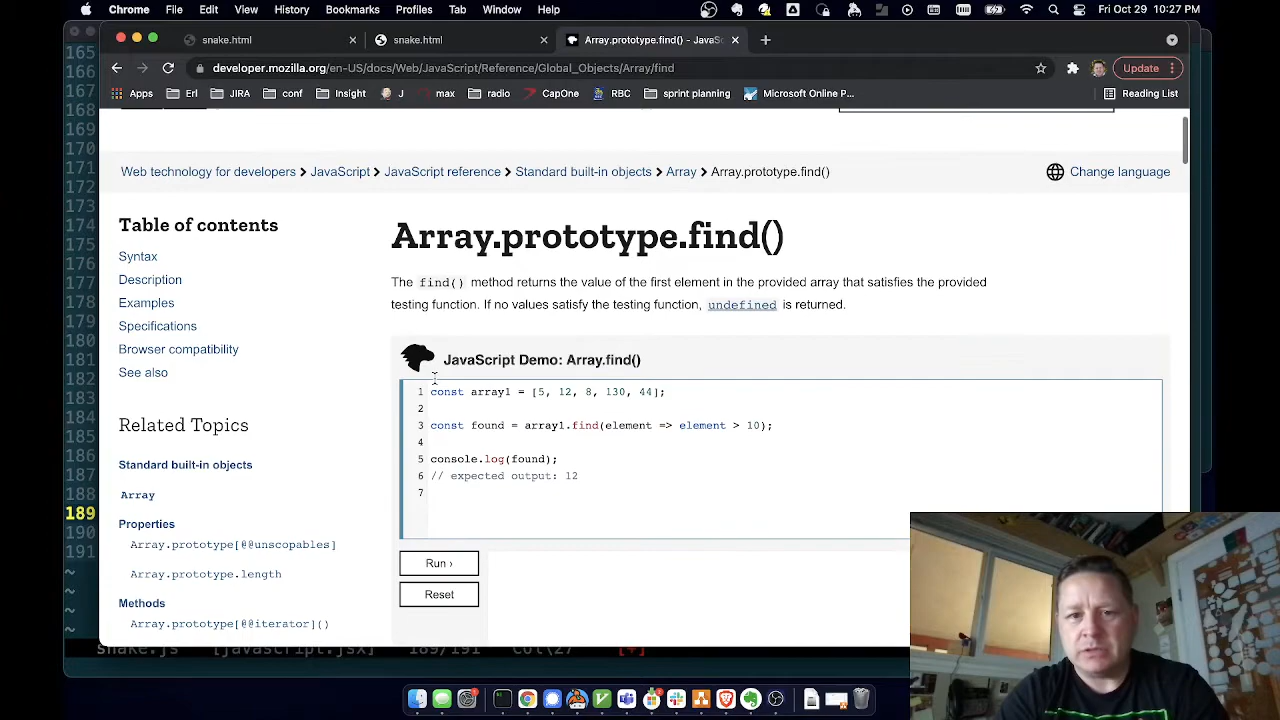 Chrome File Edit View History Bookmarks Profiles Tab Window Help Fri Oct 29 10:27 PM
snake.html snake.html Array.prototype.find() - JavaSc
developer.mozilla.org/en-US/docs/Web/JavaScript/Reference/Global_Objects/Array/find Update
Apps Erl JIRA conf Insight J max radio CapOne RBC sprint planning Microsoft Online P... Reading List
Web technology for developers JavaScript JavaScript reference Standard built-in objects Array Array.prototype.find() Change language
Table of contents
Syntax
Description
Examples
Specifications
Browser compatibility
See also
Related Topics
Standard built-in objects
Array
Properties
Array.prototype[@@unscopables]
Array.prototype.length
Methods
Array.prototype[@@iterator]()
Array.prototype.find()
The find() method returns the value of the first element in the provided array that satisfies the provided
testing function. If no values satisfy the testing function, undefined is returned.
JavaScript Demo: Array.find()
1 const array1 = [5, 12, 8, 130, 44];
2
3 const found = array1.find(element => element > 10);
4
5 console.log(found);
6 // expected output: 12
7
Run ›
Reset
165
166
167
168
169
170
171
172
173
174
175
176
177
178
179
180
181
182
183
184
185
186
187
188
189
190
191
~
~
~
~
snake.js [javascript.jsx] 189/191 Col\27 [+]